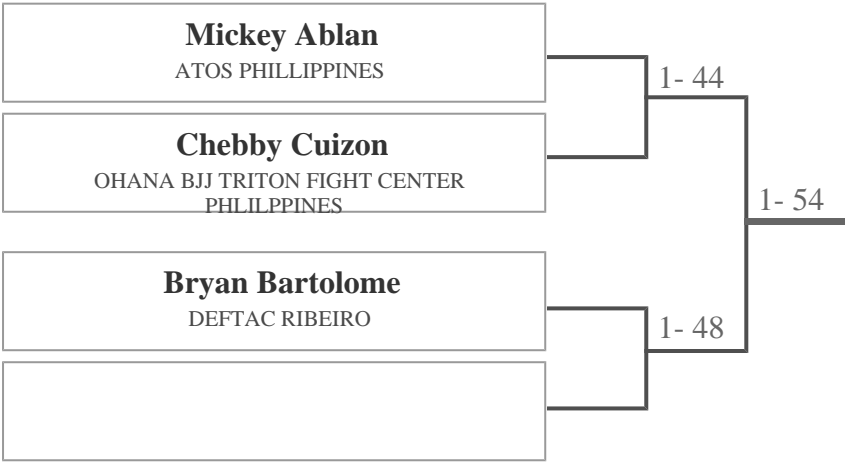 Mickey Ablan
ATOS PHILLIPPINES
1- 44
Chebby Cuizon
OHANA BJJ TRITON FIGHT CENTER
PHLILPPINES
1- 54
Bryan Bartolome
DEFTAC RIBEIRO
1- 48